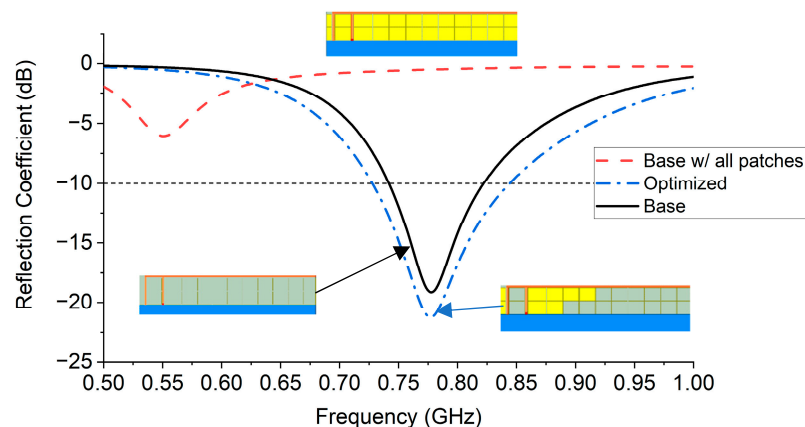 0
−5
−10
−15
−20
−25
Reflection Coefficient (dB)
0.50 0.55 0.60 0.65 0.70 0.75 0.80 0.85 0.90 0.95 1.00
Frequency (GHz)
Base w/ all patches
Optimized
Base